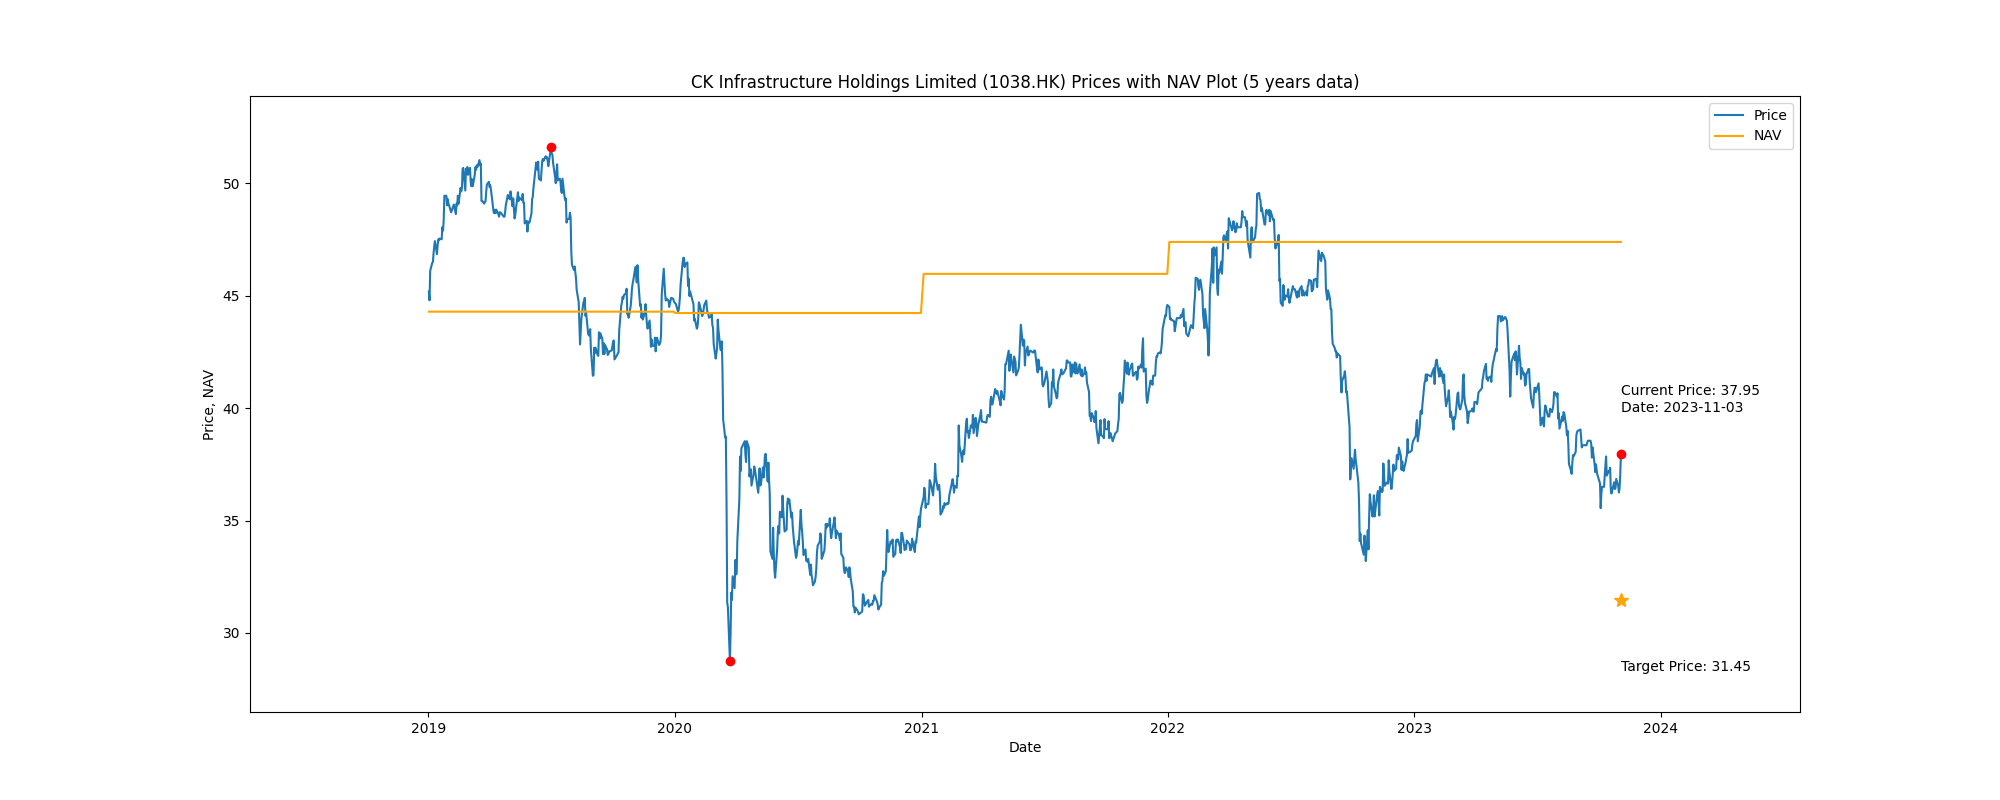 CK Infrastructure Holdings Limited (1038.HK) Prices with NAV Plot (5 years data)
Price
NAV
50
45
40
35
30
Price, NAV
Current Price: 37.95
Date: 2023-11-03
Target Price: 31.45
2019
2020
2021
2022
2023
2024
Date